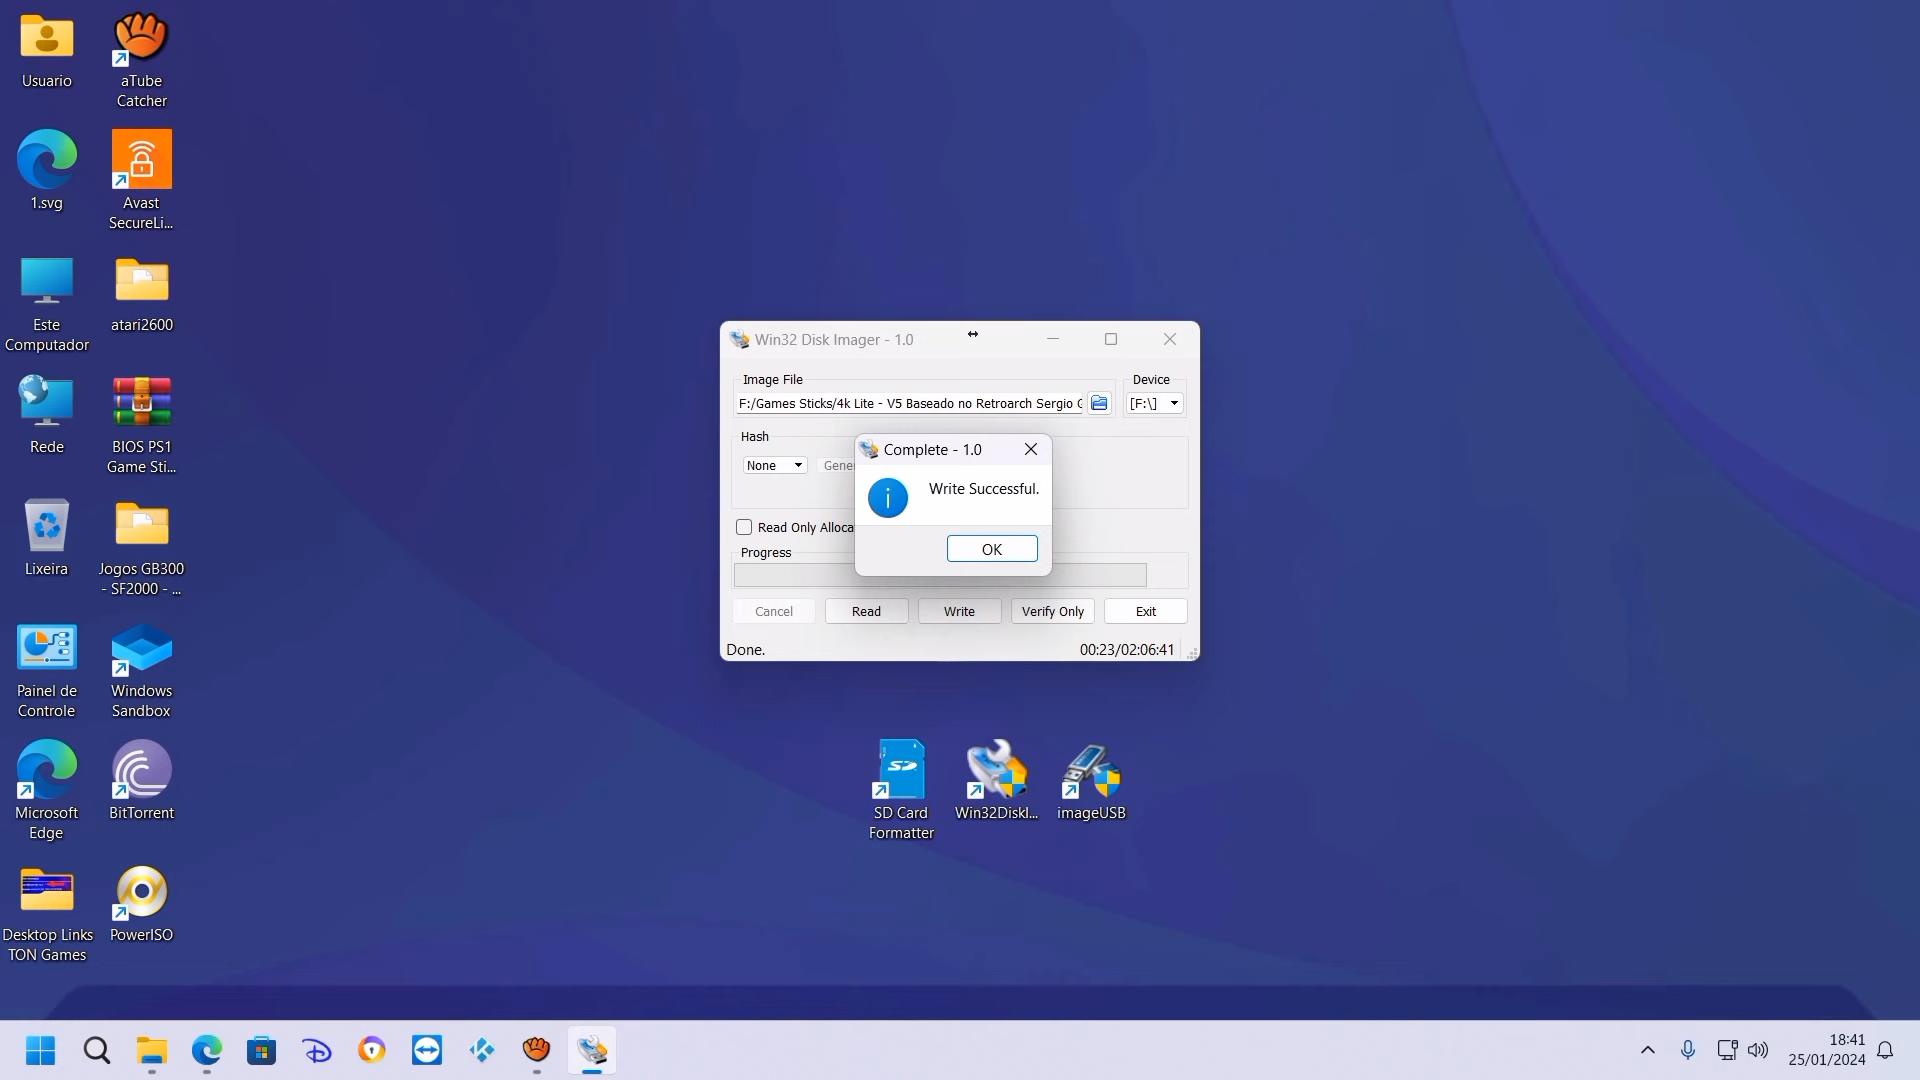 Usuario
aTube
Catcher
1.svg
Avast
SecureLi...
Este
Computador
atari2600
Rede
BIOS PS1
Game Sti...
Lixeira
Jogos GB300
- SF2000 - ...
Painel de
Controle
Windows
Sandbox
Microsoft
Edge
BitTorrent
Desktop Links
TON Games
PowerISO
Win32 Disk Imager - 1.0
Image File
Device
F:/Games Sticks/4k Lite - V5 Baseado no Retroarch Sergio
[F:\]
Hash
None
Gener
Complete - 1.0
Write Successful.
OK
Read Only Alloca
Progress
Cancel
Read
Write
Verify Only
Exit
Done.
00:23/02:06:41
SD
SD Card
Formatter
Win32DiskI...
imageUSB
18:41
25/01/2024